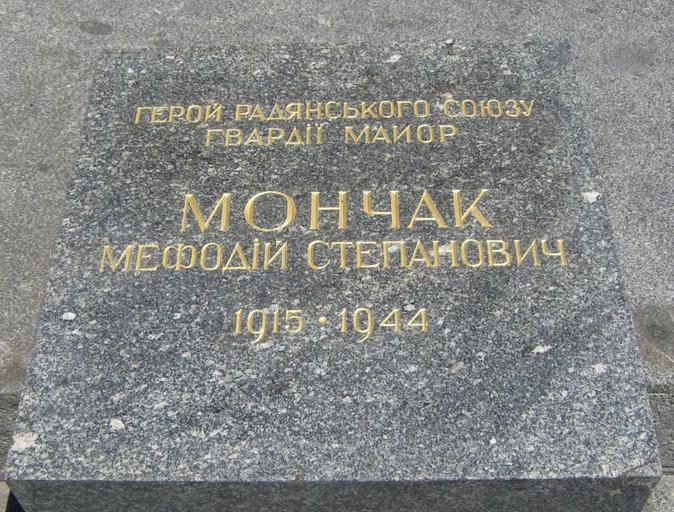 ГЕРОЙ РАДЯНСЬКОГО СОЮЗУ
ГВАРДІЇ МАЙОР
МОНЧАК
МЕФОДІЙ СТЕПАНОВИЧ
1915 · 1944